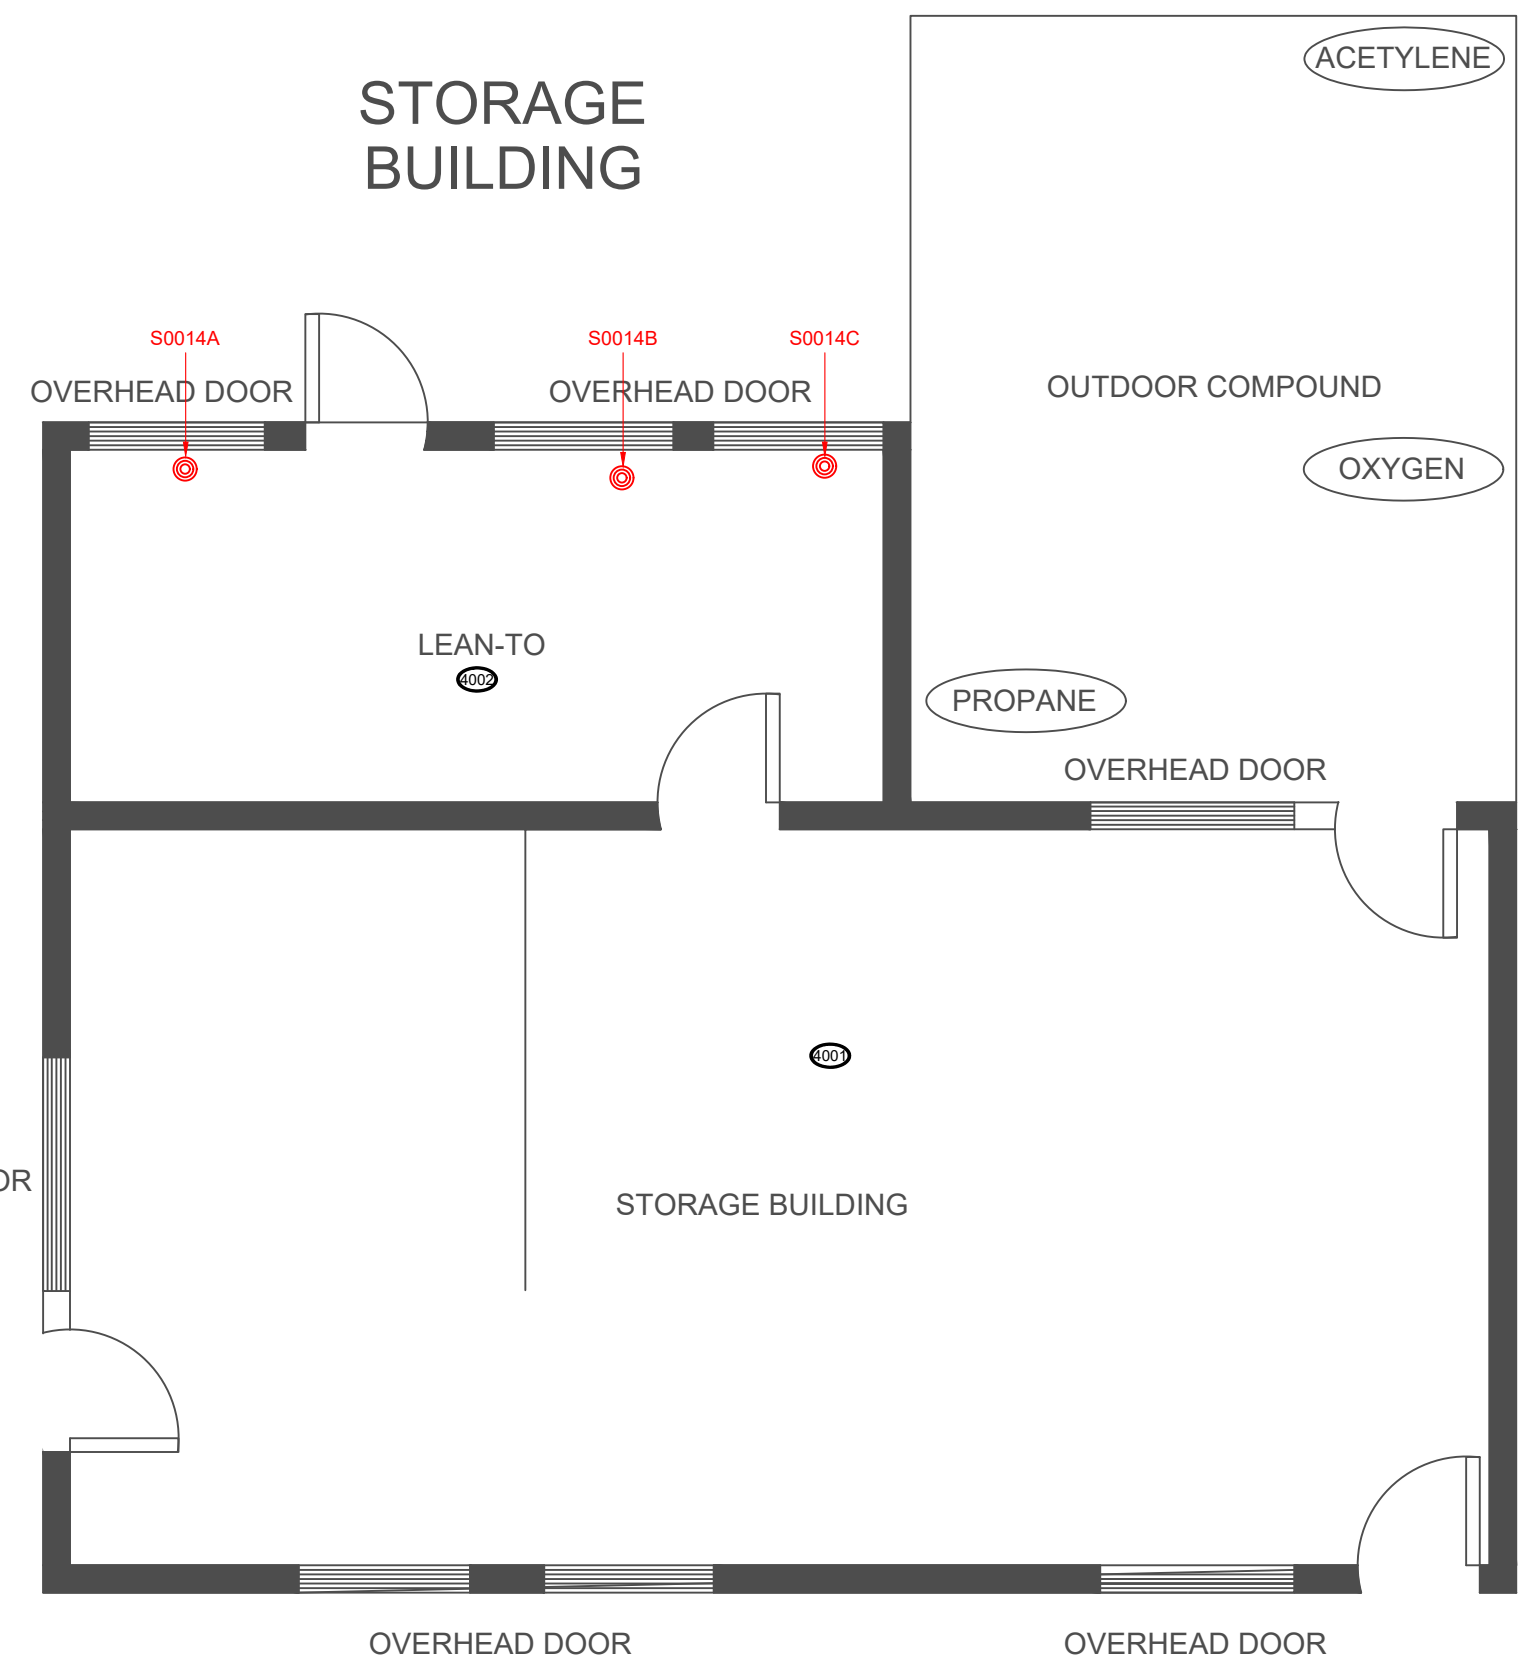 ACETYLENE
STORAGE
BUILDING
S0014A
S0014B
S0014C
OVERHEAD DOOR
OVERHEAD DOOR
OUTDOOR COMPOUND
OXYGEN
LEAN-TO
4002
PROPANE
OVERHEAD DOOR
4001
OR
STORAGE BUILDING
OVERHEAD DOOR
OVERHEAD DOOR